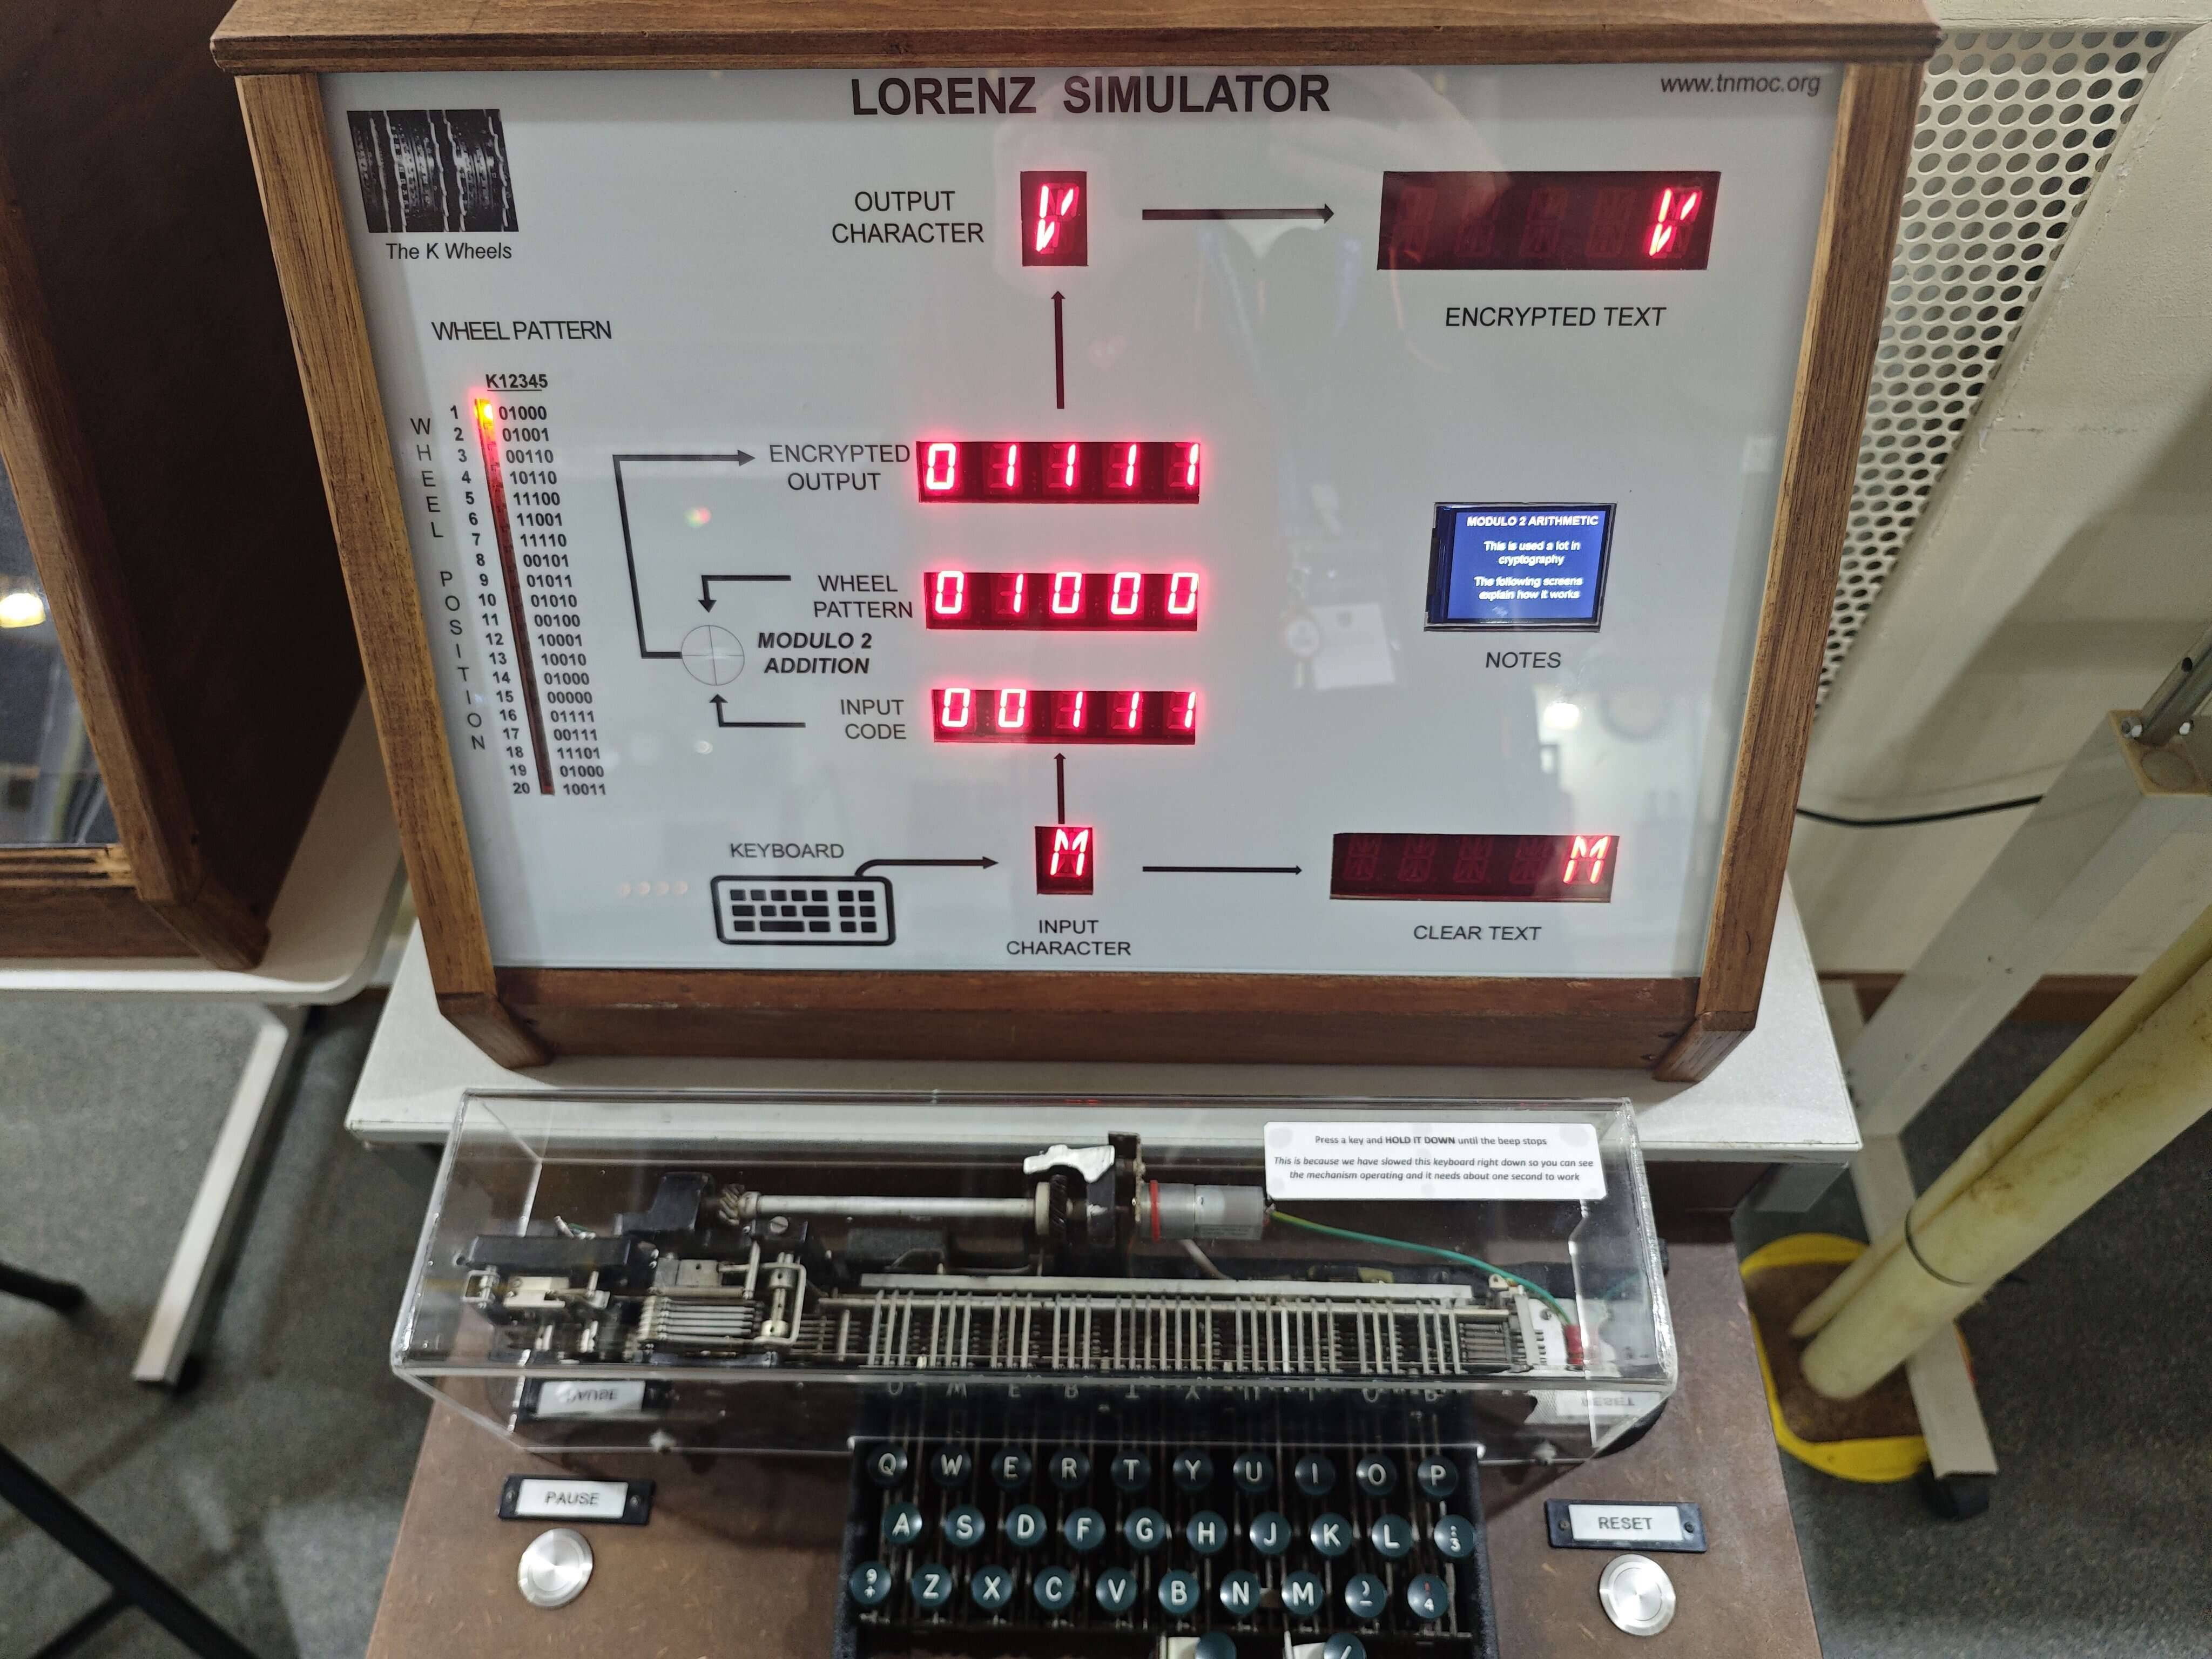 LORENZ SIMULATOR
www.tnmoc.org
The K Wheels
OUTPUT
CHARACTER
V
V
ENCRYPTED TEXT
WHEEL PATTERN
K12345
WHEEL POSITION
1 01000
2 01001
3 00110
4 10110
5 11100
6 11001
7 11110
8 00101
9 01011
10 01010
11 00100
12 10001
13 10010
14 01000
15 00000
16 01111
17 00111
18 11101
19 01000
20 10011
ENCRYPTED
OUTPUT
0 1 1 1 1
WHEEL
PATTERN
0 1 0 0 0
MODULO 2
ADDITION
INPUT
CODE
0 0 1 1 1
MODULO 2 ARITHMETIC
This is used a lot in
cryptography
The following screens
explain how it works
NOTES
KEYBOARD
M
INPUT
CHARACTER
M
CLEAR TEXT
Press a key and HOLD IT DOWN until the beep stops
This is because we have slowed this keyboard right down so you can see
the mechanism operating and it needs about one second to work
PAUSE
RESET
Q W E R T Y U I O P
A S D F G H J K L 3
9 Z X C V B N M 4